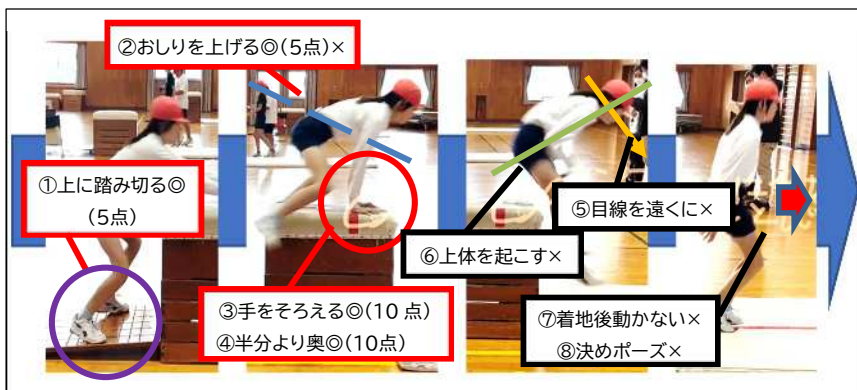 ②おしりを上げる◎(5点)×
①上に踏み切る◎
(5点)
③手をそろえる◎(10 点)
④半分より奥◎(10点)
⑤目線を遠くに×
⑥上体を起こす×
⑦着地後動かない×
⑧決めポーズ×